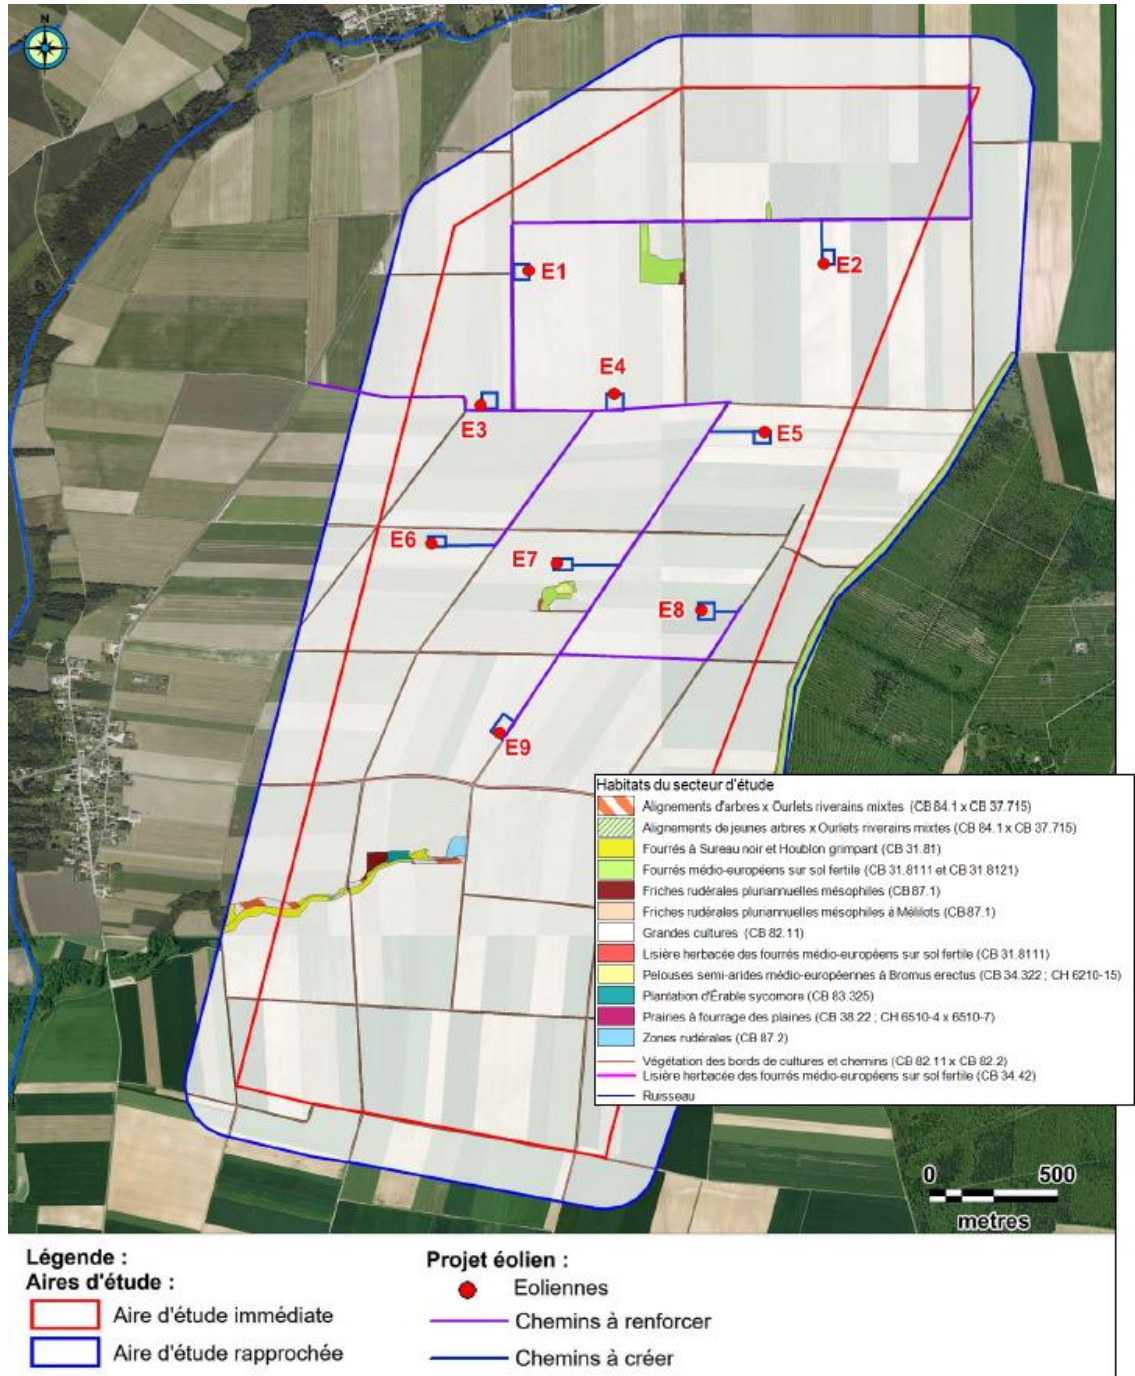 N
E1
E2
E4
E3
E5
E6
E7
E8
E9
Habitats du secteur d'étude
Alignements d'arbres x Ourlets riverains mixtes (CB 84.1 x CB 37.715)
Alignements de jeunes arbres x Ourlets riverains mixtes (CB 84.1 x CB 37.715)
Fourrés à Sureau noir et Houblon grimpant (CB 31.81)
Fourrés médio-européens sur sol fertile (CB 31.8111 et CB 31.8121)
Friches rudérales pluriannuelles mésophiles (CB 87.1)
Friches rudérales pluriannuelles mésophiles à Mélilots (CB 87.1)
Grandes cultures (CB 82.11)
Lisière herbacée des fourrés médio-européens sur sol fertile (CB 31.8111)
Pelouses semi-arides médio-européennes à Bromus erectus (CB 34.322 ; CH 6210-15)
Plantation d'Érable sycomore (CB 83.325)
Prairies à fourrage des plaines (CB 38.22 ; CH 6510-4 x 6510-7)
Zones rudérales (CB 87.2)
Végétation des bords de cultures et chemins (CB 82.11 x CB 82.2)
Lisière herbacée des fourrés médio-européens sur sol fertile (CB 34.42)
Ruisseau
0 500
metres
Légende :
Aires d'étude :
Aire d'étude immédiate
Aire d'étude rapprochée
Projet éolien :
Eoliennes
Chemins à renforcer
Chemins à créer